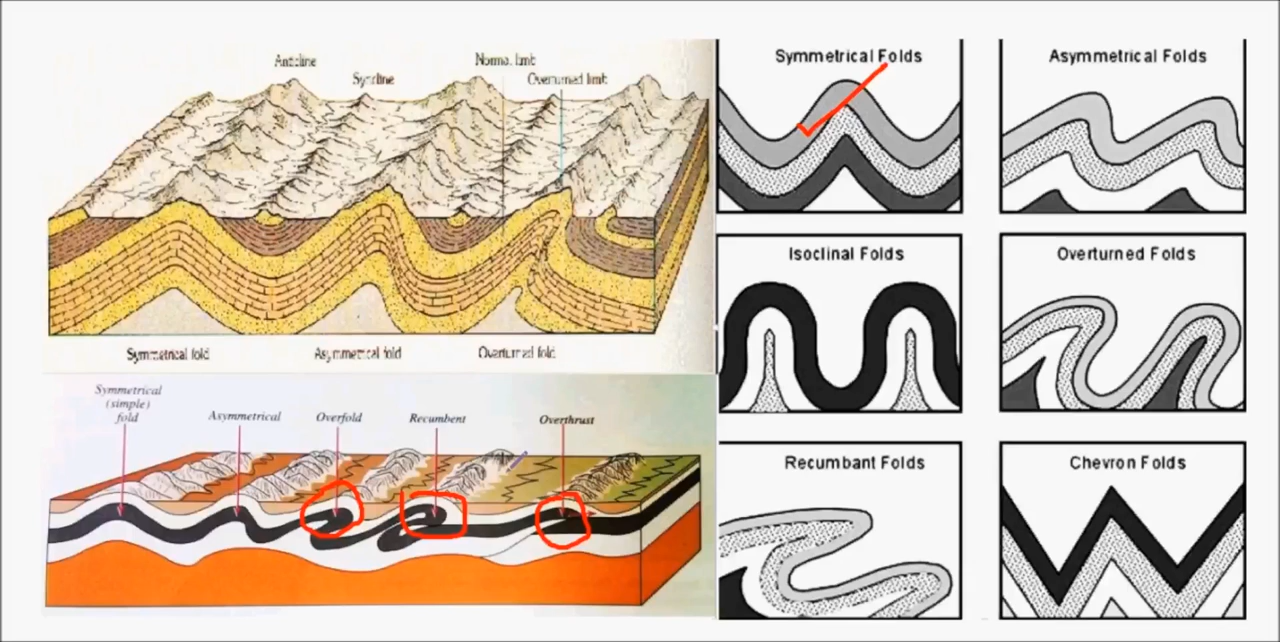 Anticline
Syncline
Normal limb
Overturned limb
Symmetrical fold
Asymmetrical fold
Overturned fold
Symmetrical
(simple)
fold
Asymmetrical
Overfold
Recumbent
Overthrust
Symmetrical Folds
Asymmetrical Folds
Isoclinal Folds
Overturned Folds
Recumbant Folds
Chevron Folds